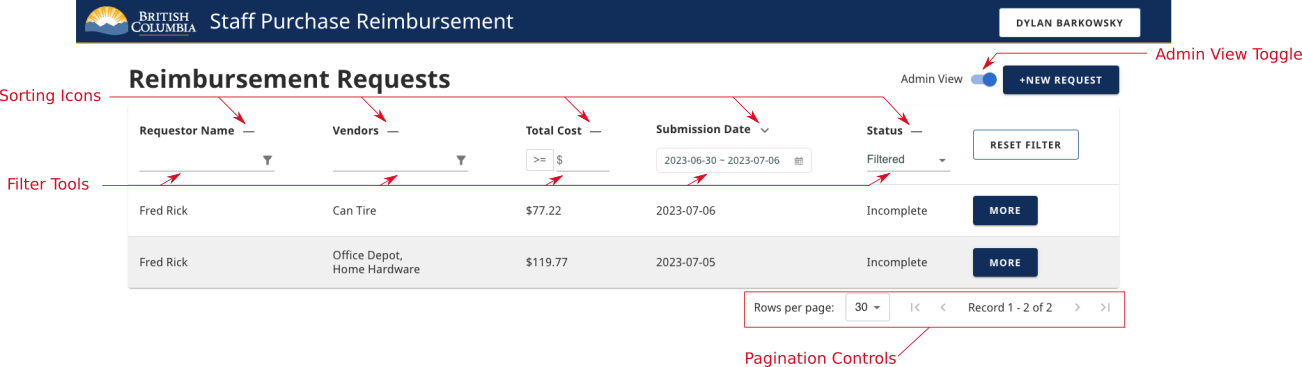 BRITISH
COLUMBIA
Staff Purchase Reimbursement
DYLAN BARKOWSKY
Admin View Toggle
Reimbursement Requests
Admin View
+NEW REQUEST
Sorting Icons
Requestor Name
Vendors
Total Cost
Submission Date
Status
RESET FILTER
>= $
2023-06-30 ~ 2023-07-06
Filtered
Filter Tools
Fred Rick
Can Tire
$77.22
2023-07-06
Incomplete
MORE
Fred Rick
Office Depot,
Home Hardware
$119.77
2023-07-05
Incomplete
MORE
Rows per page:
30
Record 1 - 2 of 2
Pagination Controls